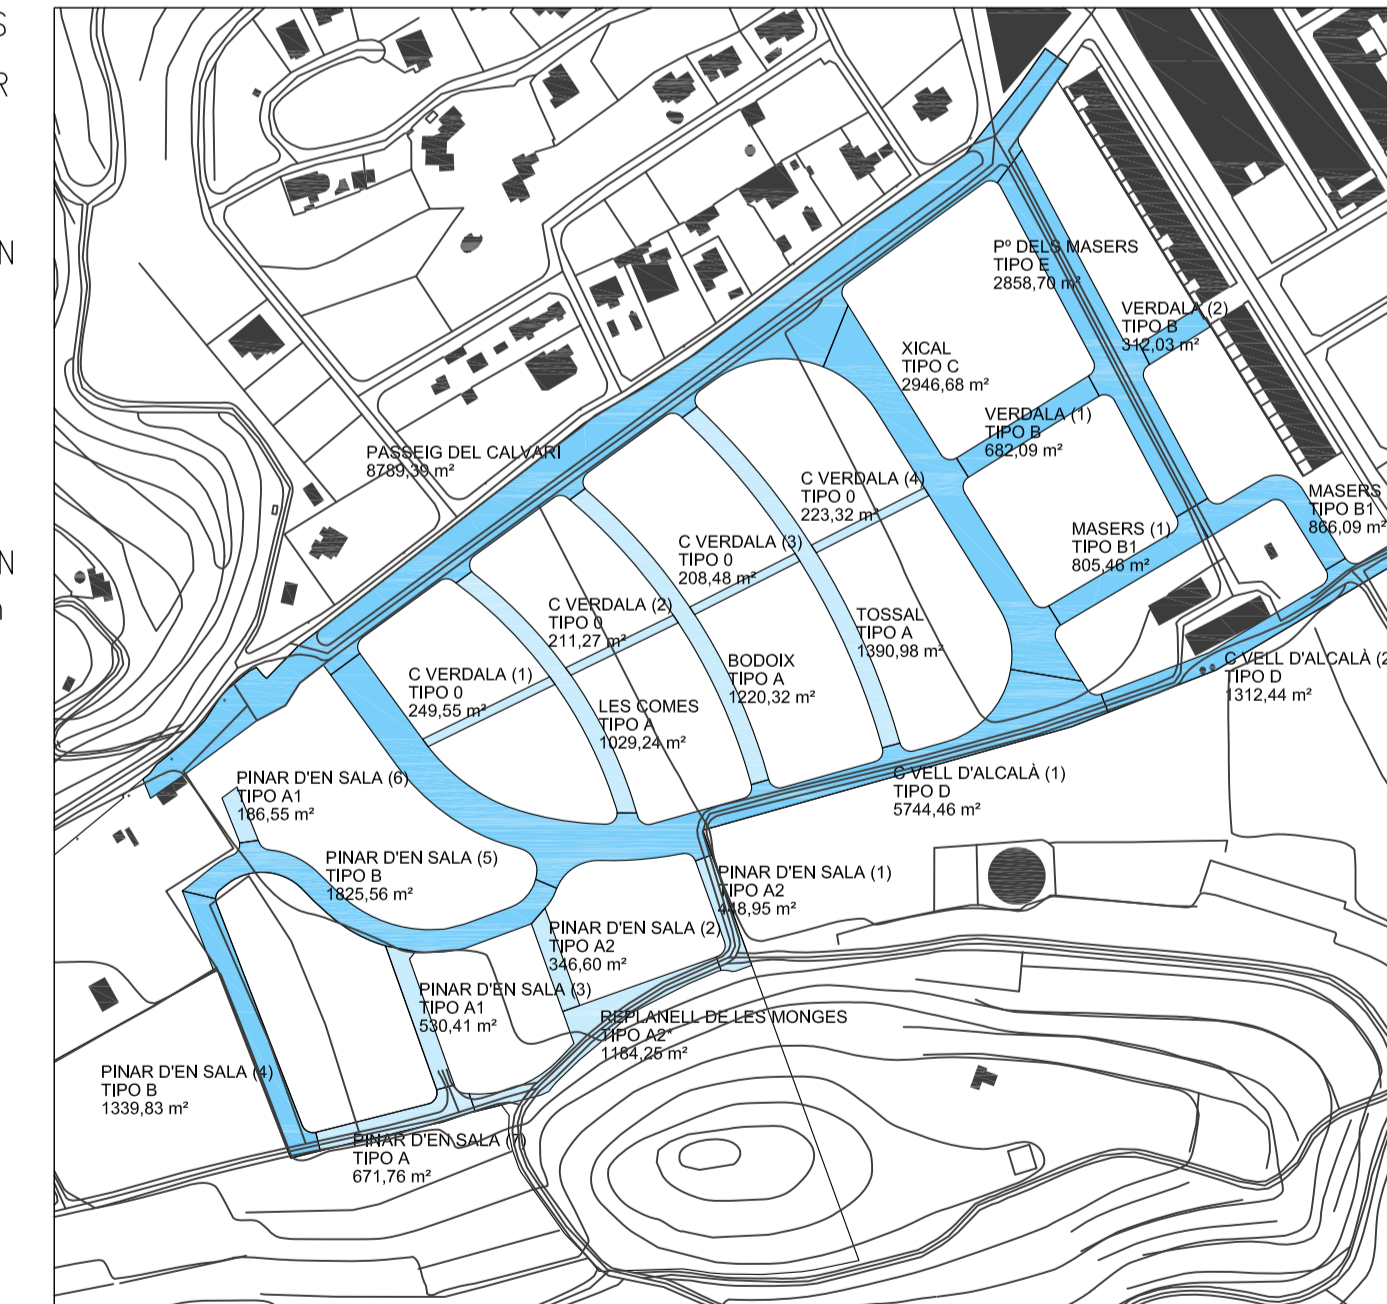 S
R
N
N
Pº DELS MASERS
TIPO E
2858,70 m²
VERDALA (2)
TIPO B
312,03 m²
XICAL
TIPO C
2946,68 m²
VERDALA (1)
TIPO B
682,09 m²
PASSEIG DEL CALVARI
8789,39 m²
C VERDALA (4)
TIPO 0
223,32 m²
MASERS
TIPO B1
866,09 m²
MASERS (1)
TIPO B1
805,46 m²
C VERDALA (3)
TIPO 0
208,48 m²
C VERDALA (2)
TIPO 0
211,27 m²
TOSSAL
TIPO A
1390,98 m²
BODOIX
TIPO A
1220,32 m²
C VELL D'ALCALÀ (2
TIPO D
1312,44 m²
C VERDALA (1)
TIPO 0
249,55 m²
LES COMES
TIPO A
1029,24 m²
C VELL D'ALCALÀ (1)
TIPO D
5744,46 m²
PINAR D'EN SALA (6)
TIPO A1
186,55 m²
PINAR D'EN SALA (5)
TIPO B
1825,56 m²
PINAR D'EN SALA (1)
TIPO A2
448,95 m²
PINAR D'EN SALA (2)
TIPO A2
346,60 m²
PINAR D'EN SALA (3)
TIPO A1
530,41 m²
REPLANELL DE LES MONGES
TIPO A2*
1184,25 m²
PINAR D'EN SALA (4)
TIPO B
1339,83 m²
PINAR D'EN SALA (7)
TIPO A
671,76 m²